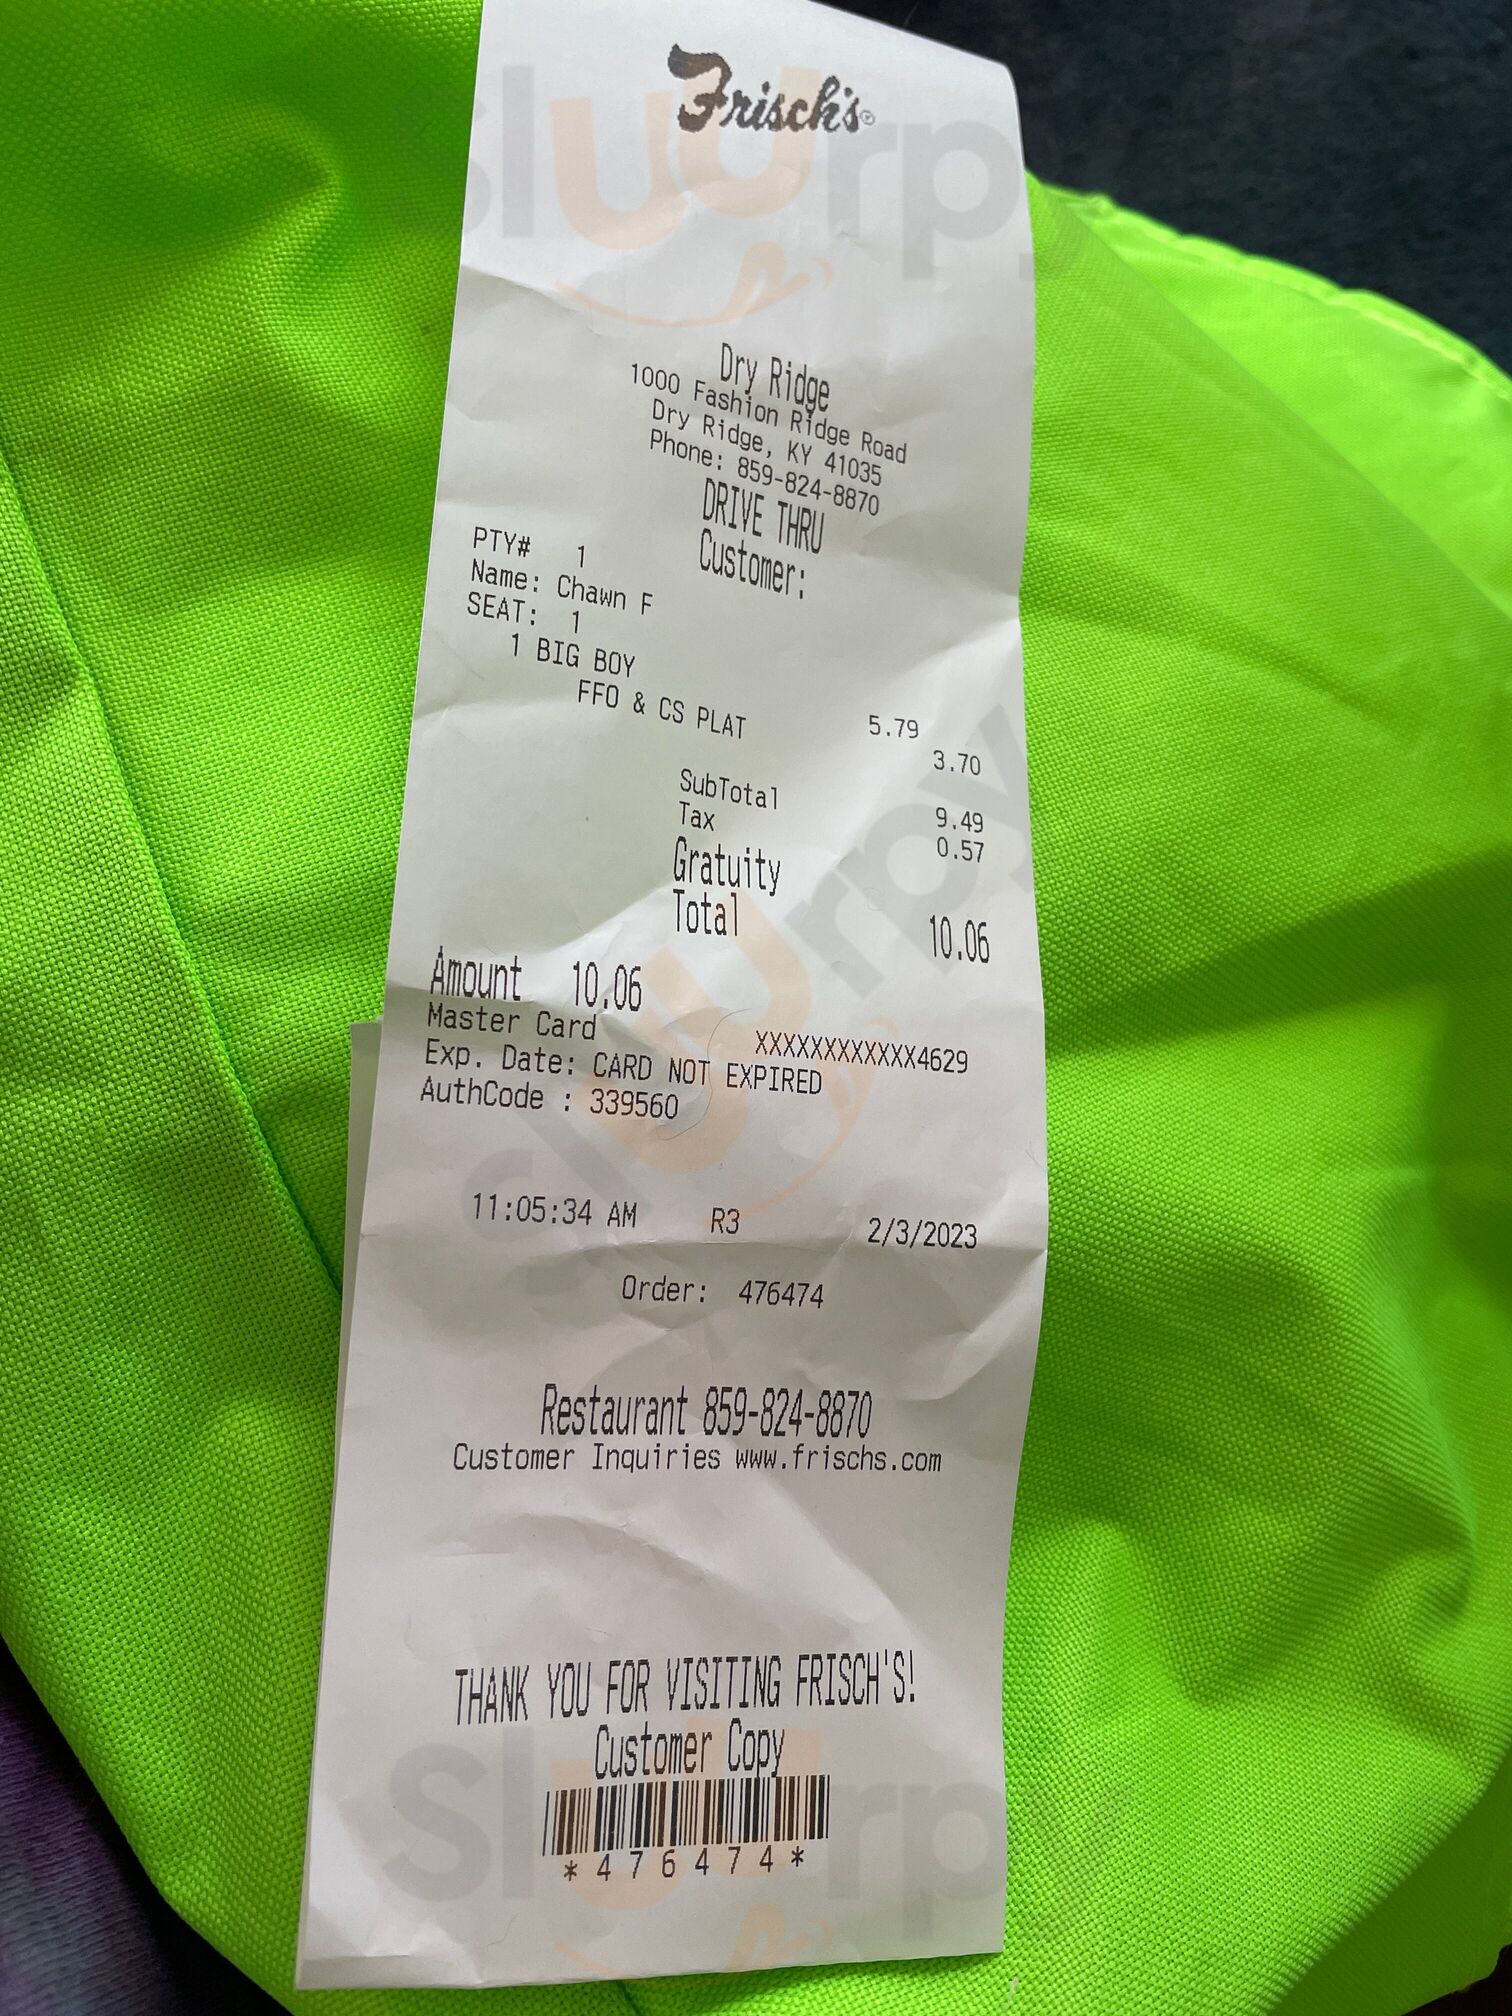 Frisch's®
Dry Ridge
1000 Fashion Ridge Road
Dry Ridge, KY 41035
Phone: 859-824-8870
DRIVE THRU
Customer:
PTY# 1
Name: Chawn F
SEAT: 1
1 BIG BOY 5.79
FFO & CS PLAT 3.70
SubTotal 9.49
Tax 0.57
Gratuity
Total 10.06
Amount 10.06
Master Card XXXXXXXXXXXX4629
Exp. Date: CARD NOT EXPIRED
AuthCode : 339560
11:05:34 AM R3 2/3/2023
Order: 476474
Restaurant 859-824-8870
Customer Inquiries www.frischs.com
THANK YOU FOR VISITING FRISCH'S!
Customer Copy
*476474*
sluurpy
sluurpy
sluurpy